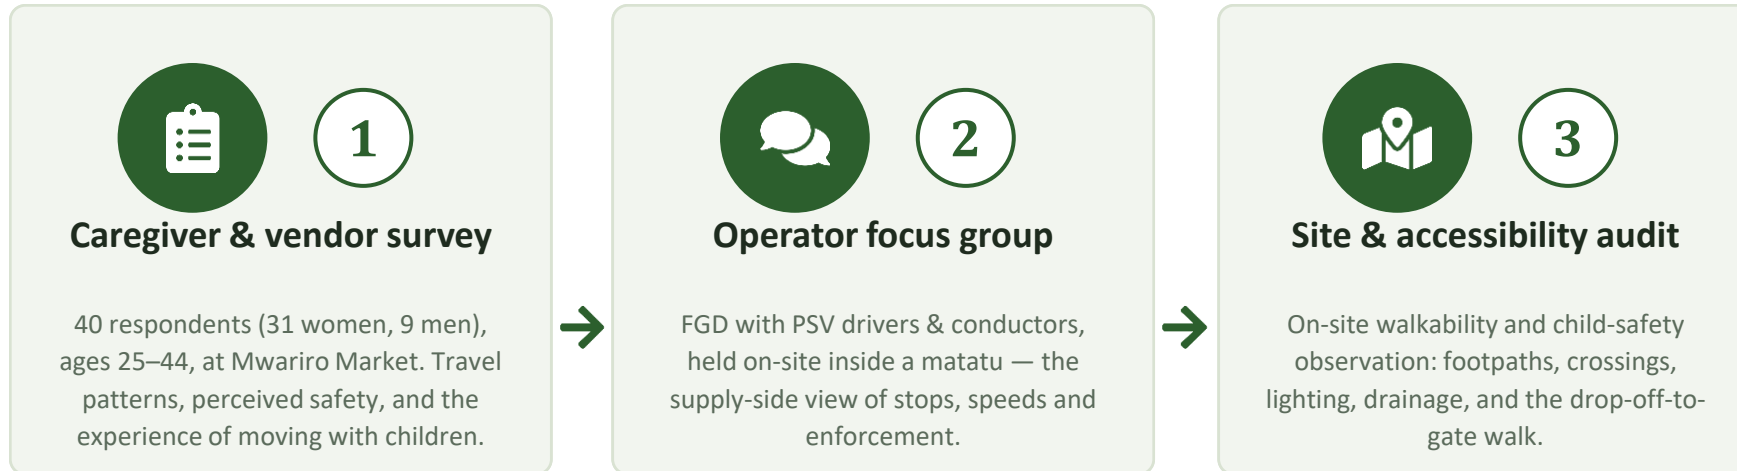 1
Caregiver & vendor survey
40 respondents (31 women, 9 men),
ages 25–44, at Mwariro Market. Travel
patterns, perceived safety, and the
experience of moving with children.
2
Operator focus group
FGD with PSV drivers & conductors,
held on-site inside a matatu — the
supply-side view of stops, speeds and
enforcement.
3
Site & accessibility audit
On-site walkability and child-safety
observation: footpaths, crossings,
lighting, drainage, and the drop-off-to-
gate walk.